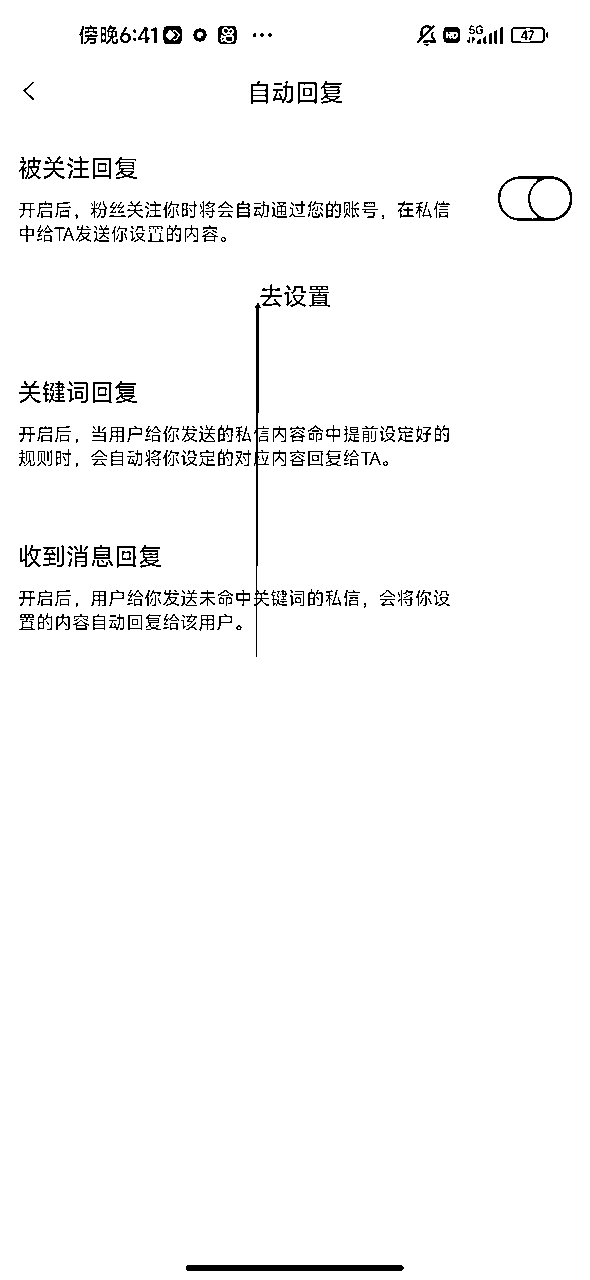 傍晚6:41
HD
5G
47
自动回复
被关注回复
开启后，粉丝关注你时将会自动通过您的账号，在私信
中给TA发送你设置的内容。
去设置
关键词回复
开启后，当用户给你发送的私信内容命中提前设定好的
规则时，会自动将你设定的对应内容回复给TA。
收到消息回复
开启后，用户给你发送未命中关键词的私信，会将你设
置的内容自动回复给该用户。